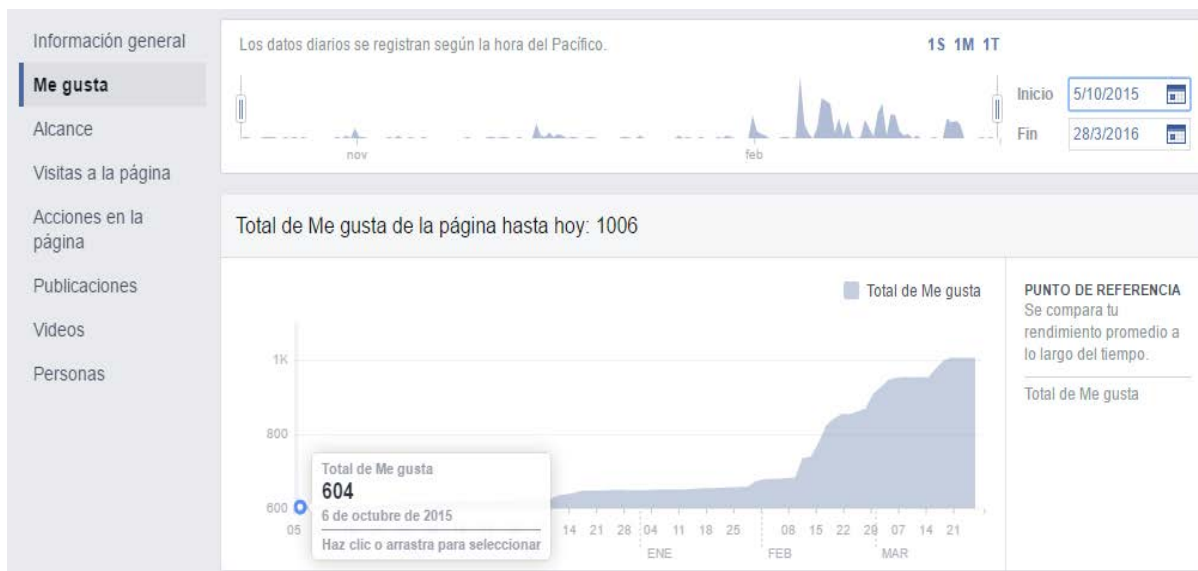 Información general
Me gusta
Alcance
Visitas a la página
Acciones en la
página
Publicaciones
Videos
Personas
Los datos diarios se registran según la hora del Pacífico.
1S 1M 1T
nov
feb
Inicio 5/10/2015
Fin 28/3/2016
Total de Me gusta de la página hasta hoy: 1006
Total de Me gusta
1K
800
600
05
Total de Me gusta
604
6 de octubre de 2015
Haz clic o arrastra para seleccionar
14 21 28 04 11 18 25 08 15 22 29 07 14 21
ENE FEB MAR
PUNTO DE REFERENCIA
Se compara tu
rendimiento promedio a
lo largo del tiempo.
Total de Me gusta